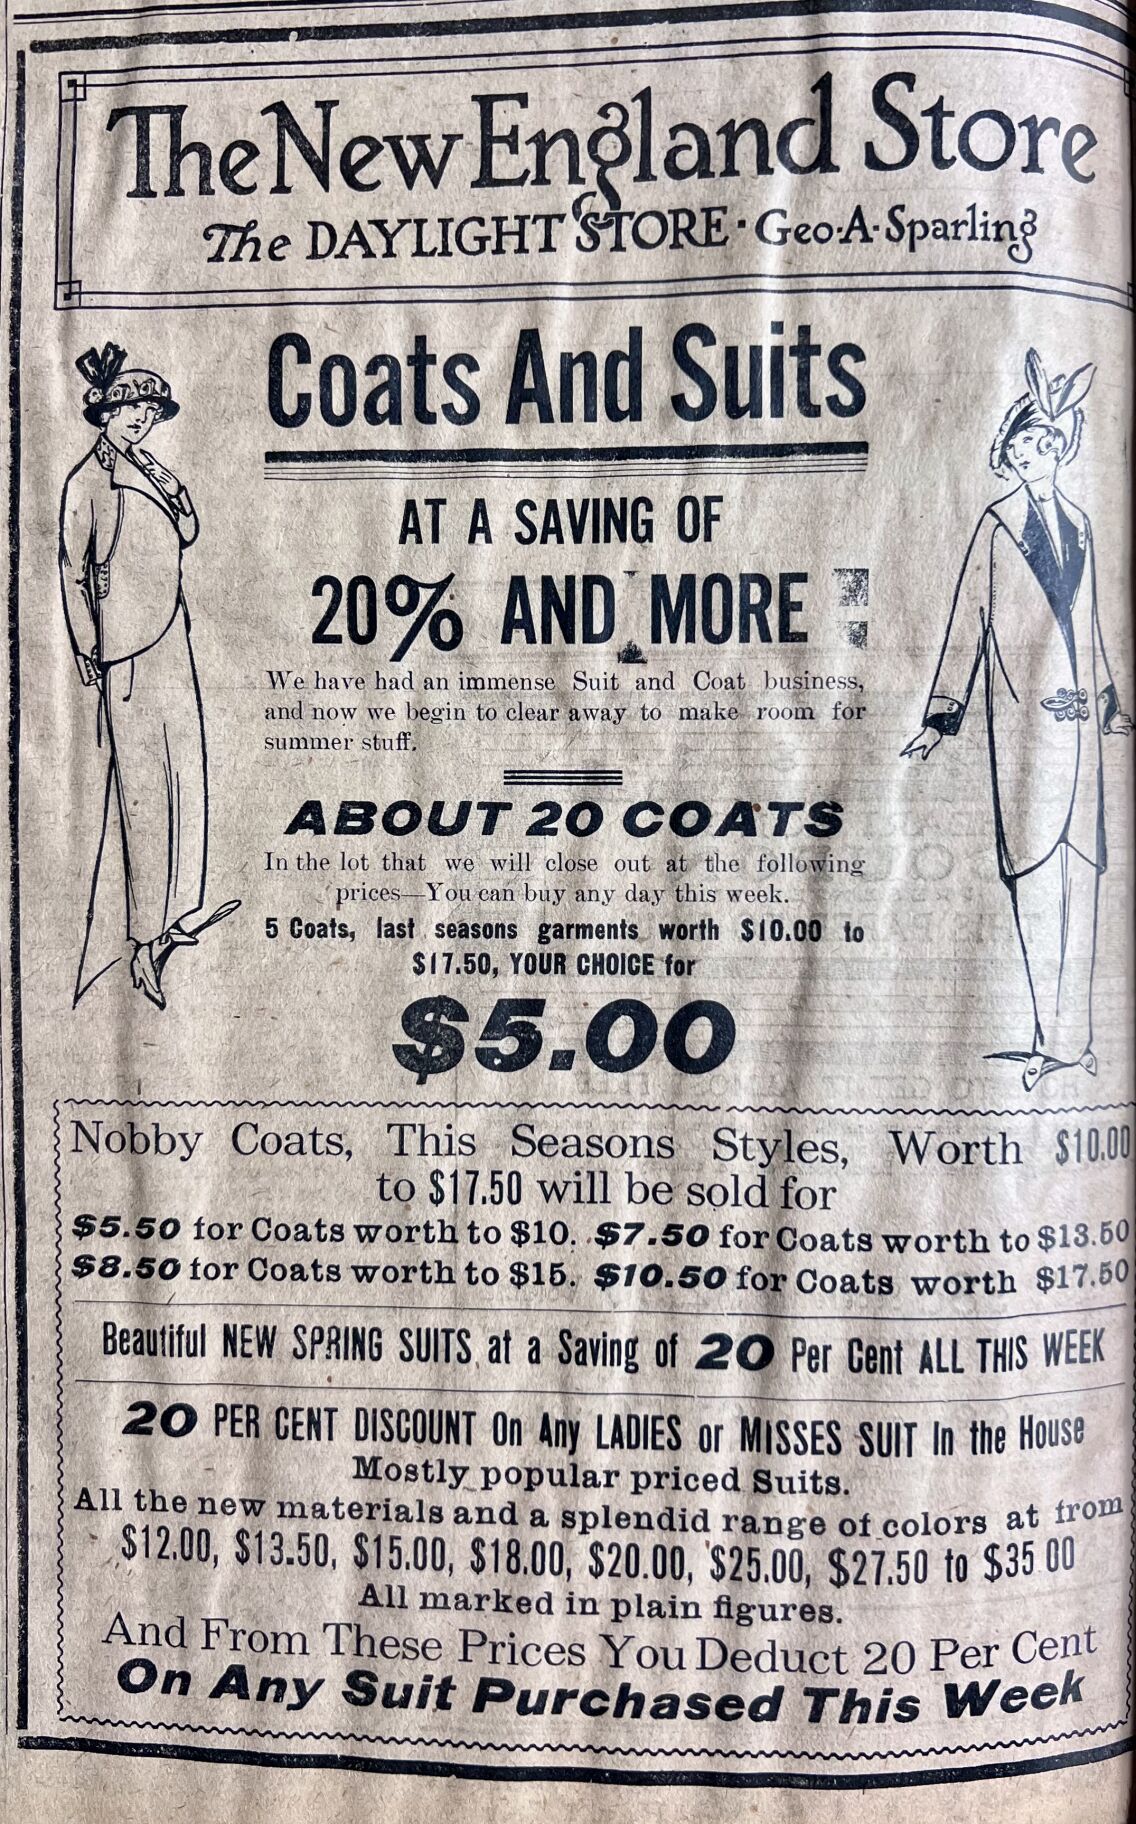 The New England Store
The DAYLIGHT STORE · Geo·A·Sparling
Coats And Suits
AT A SAVING OF
20% AND MORE
We have had an immense Suit and Coat business,
and now we begin to clear away to make room for
summer stuff.
ABOUT 20 COATS
In the lot that we will close out at the following
prices—You can buy any day this week.
5 Coats, last seasons garments worth $10.00 to
$17.50, YOUR CHOICE for
$5.00
Nobby Coats, This Seasons Styles, Worth $10.00
to $17.50 will be sold for
$5.50 for Coats worth to $10. $7.50 for Coats worth to $13.50
$8.50 for Coats worth to $15. $10.50 for Coats worth $17.50
Beautiful NEW SPRING SUITS at a Saving of 20 Per Cent ALL THIS WEEK
20 PER CENT DISCOUNT On Any LADIES or MISSES SUIT In the House
Mostly popular priced Suits.
All the new materials and a splendid range of colors at from
$12.00, $13.50, $15.00, $18.00, $20.00, $25.00, $27.50 to $35 00
All marked in plain figures.
And From These Prices You Deduct 20 Per Cent
On Any Suit Purchased This Week